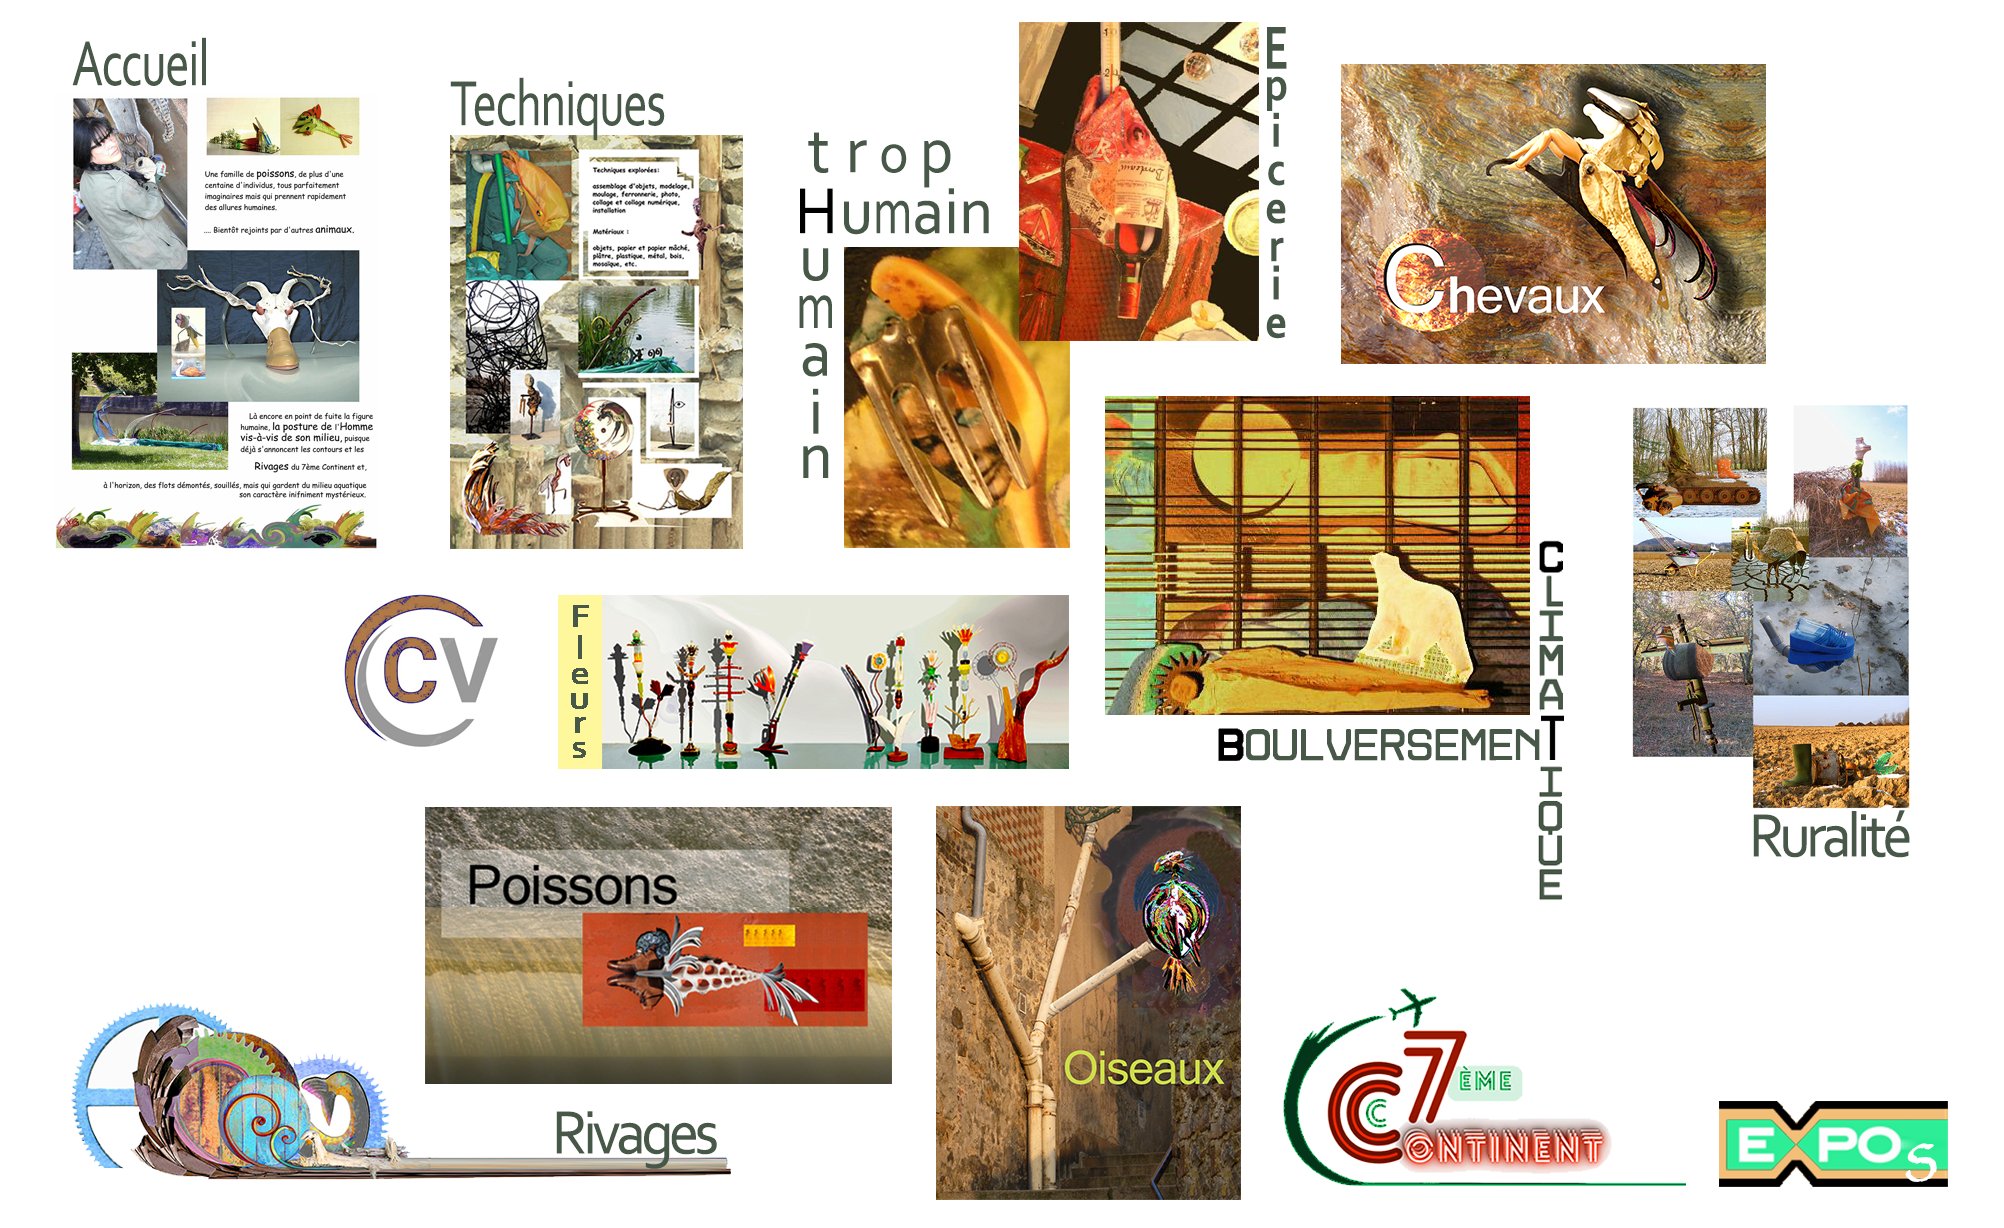 Accueil
Une famille de poissons, de plus d'une
centaine d'individus, tous parfaitement
imaginaires mais qui prennent rapidement
des allures humaines.
.... Bientôt rejoints par d'autres animaux.
Là encore en point de fuite la figure
humaine, la posture de l'Homme
vis-à-vis de son milieu, puisque
déjà s'annoncent les contours et les
Rivages du 7ème Continent et,
à l'horizon, des flots démontés, souillés, mais qui gardent du milieu aquatique
son caractère inifniment mystérieux.
Techniques
Techniques explorées:
assemblage d'objets, modelage,
moulage, ferronnerie, photo,
collage et collage numérique,
installation
Matériaux :
objets, papier et papier mâché,
plâtre, plastique, métal, bois,
mosaïque, etc.
trop
Humain
Humain
Epicerie
Bordeaux
Chevaux
CV
Fleurs
BOULVERSEMENT
CLIMATIQUE
Ruralité
Poissons
Oiseaux
Rivages
7ÈME
CONTINENT
EXPOS